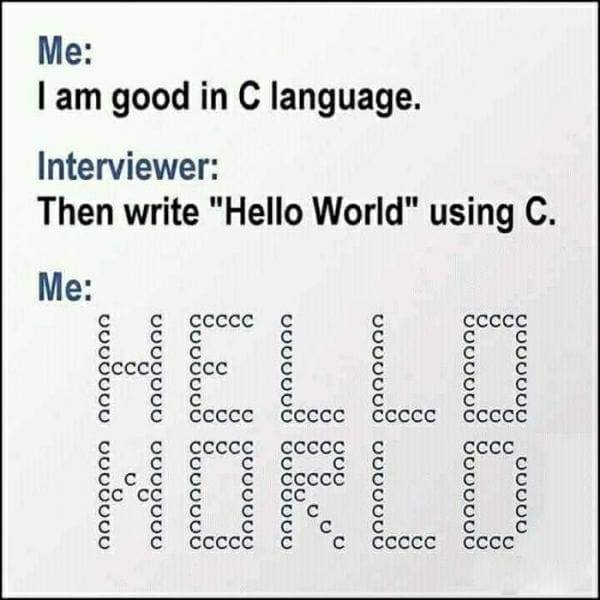 Me:
I am good in C language.
Interviewer:
Then write "Hello World" using C.
Me:
HELLO
WORLD